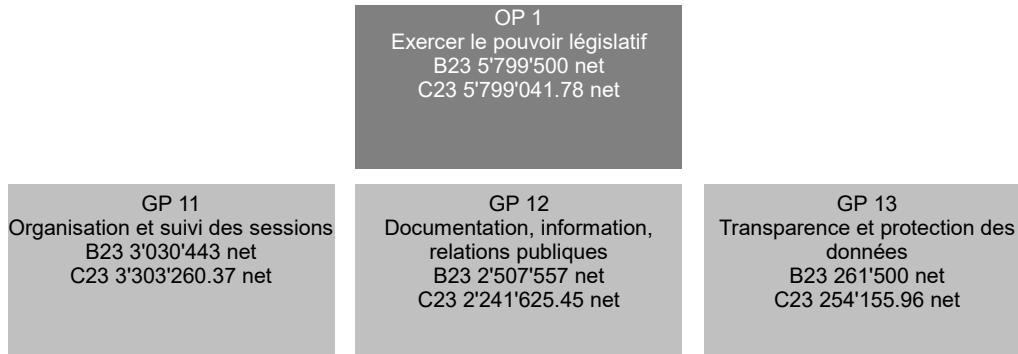 OP 1
Exercer le pouvoir législatif
B23 5'799'500 net
C23 5'799'041.78 net
GP 11
Organisation et suivi des sessions
B23 3'030'443 net
C23 3'303'260.37 net
GP 12
Documentation, information,
relations publiques
B23 2'507'557 net
C23 2'241'625.45 net
GP 13
Transparence et protection des
données
B23 261'500 net
C23 254'155.96 net